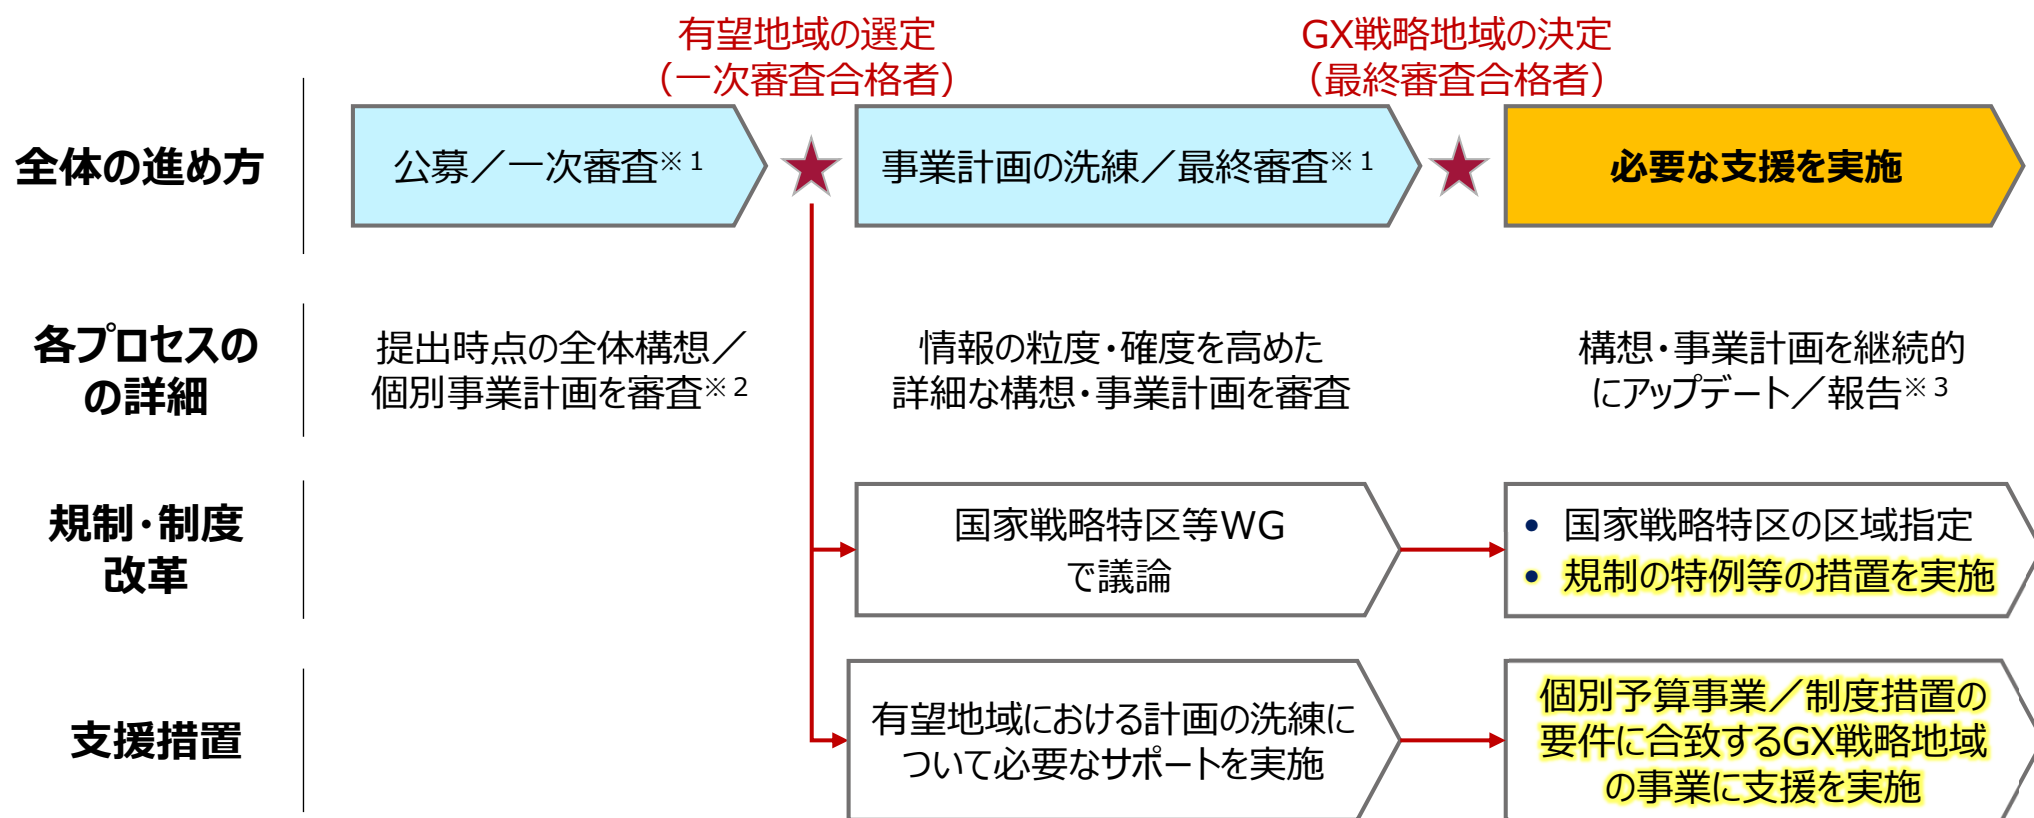 有望地域の選定
（一次審査合格者）
GX戦略地域の決定
（最終審査合格者）
全体の進め方
公募／一次審査※１
事業計画の洗練／最終審査※１
必要な支援を実施
各プロセスの
の詳細
提出時点の全体構想／
個別事業計画を審査※２
情報の粒度・確度を高めた
詳細な構想・事業計画を審査
構想・事業計画を継続的
にアップデート／報告※３
規制・制度
改革
国家戦略特区等WG
で議論
• 国家戦略特区の区域指定
• 規制の特例等の措置を実施
支援措置
有望地域における計画の洗練に
ついて必要なサポートを実施
個別予算事業／制度措置の
要件に合致するGX戦略地域
の事業に支援を実施